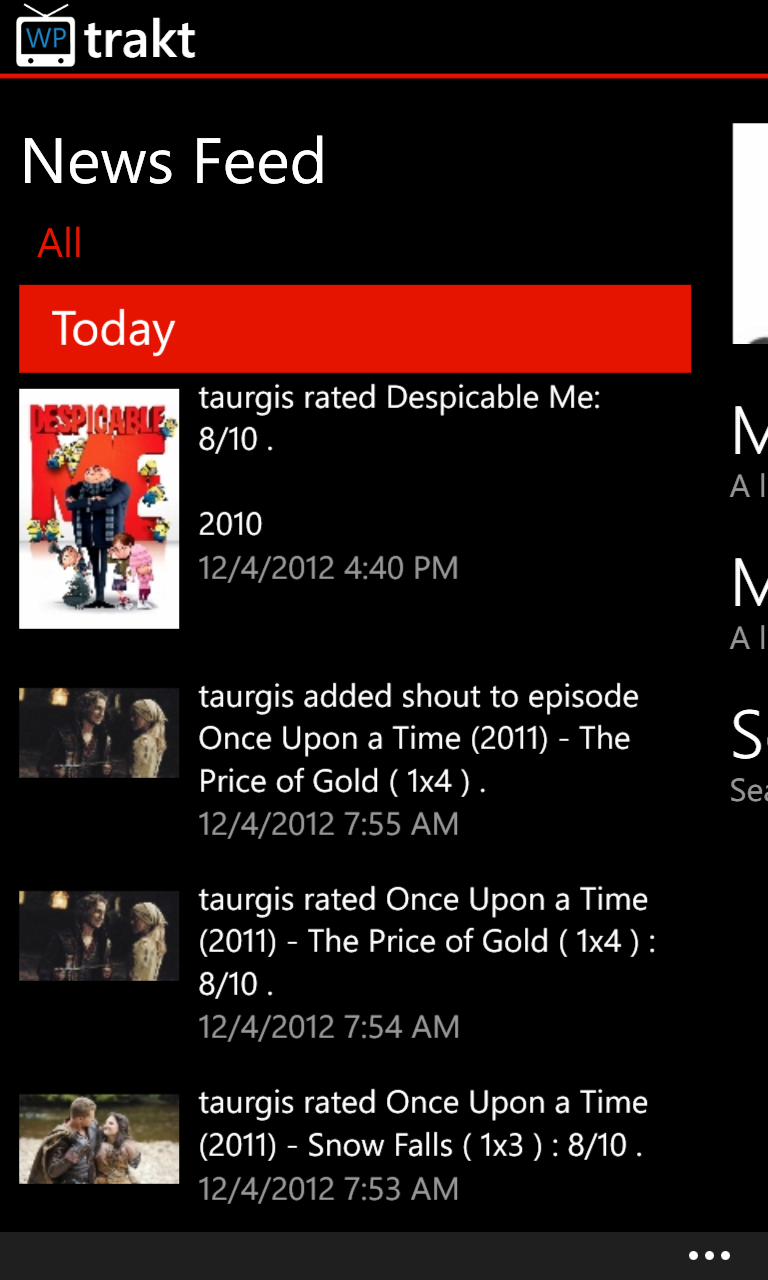 WP trakt
News Feed
All
Today
DESPICABLE
ME
taurgis rated Despicable Me:
8/10 .
2010
12/4/2012 4:40 PM
taurgis added shout to episode
Once Upon a Time (2011) - The
Price of Gold ( 1x4 ) .
12/4/2012 7:55 AM
taurgis rated Once Upon a Time
(2011) - The Price of Gold ( 1x4 ) :
8/10 .
12/4/2012 7:54 AM
taurgis rated Once Upon a Time
(2011) - Snow Falls ( 1x3 ) : 8/10 .
12/4/2012 7:53 AM
M
A l
M
A l
S
Sea